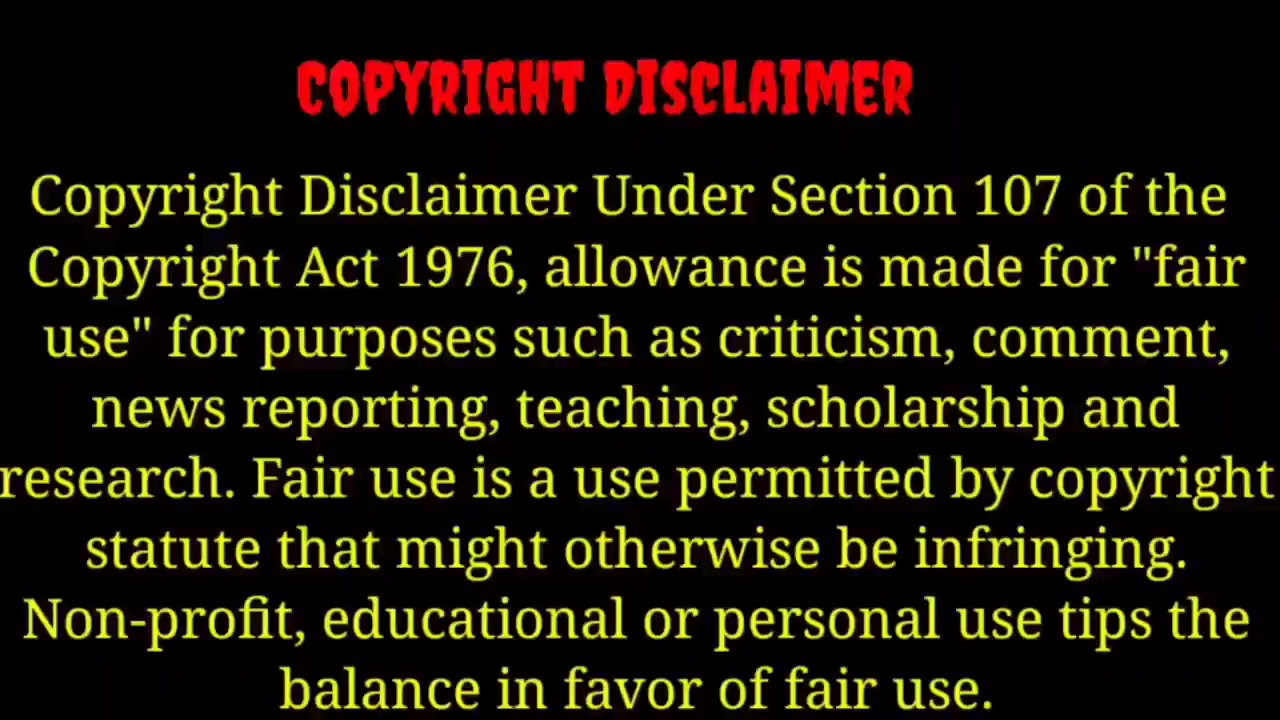 COPYRIGHT DISCLAIMER
Copyright Disclaimer Under Section 107 of the
Copyright Act 1976, allowance is made for "fair
use" for purposes such as criticism, comment,
news reporting, teaching, scholarship and
research. Fair use is a use permitted by copyright
statute that might otherwise be infringing.
Non-profit, educational or personal use tips the
balance in favor of fair use.